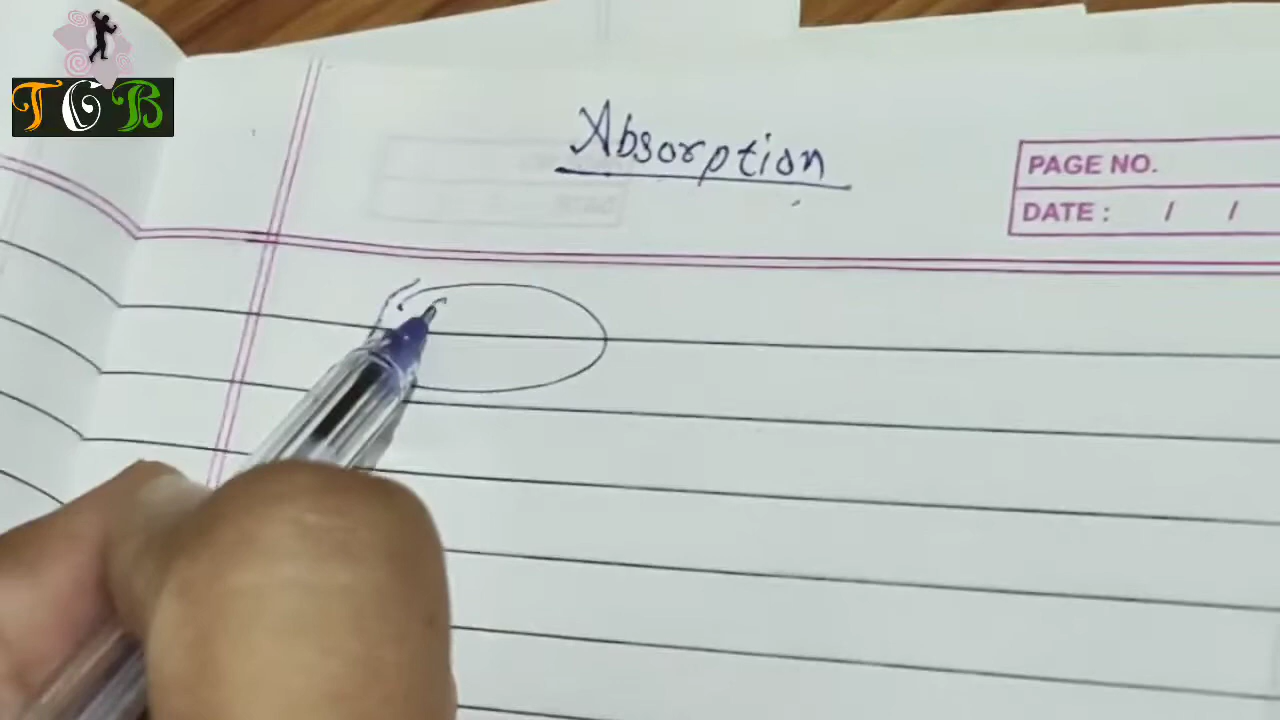 TGB
Absorption
PAGE NO.
DATE : / /